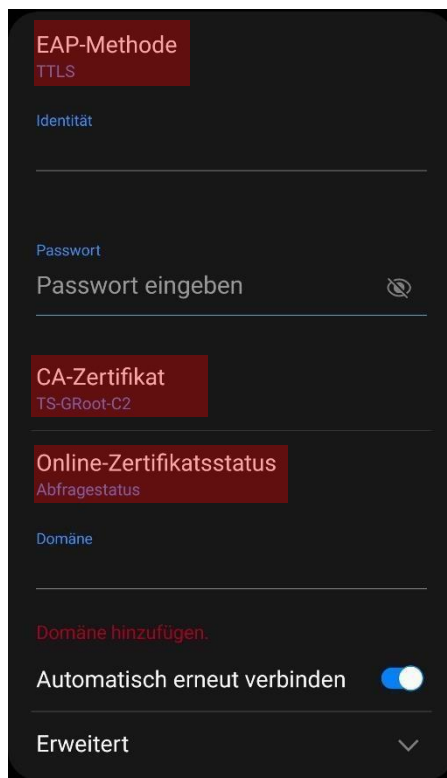 EAP-Methode
TTLS
Identität
Passwort
Passwort eingeben
CA-Zertifikat
TS-GRoot-C2
Online-Zertifikatsstatus
Abfragestatus
Domäne
Domäne hinzufügen.
Automatisch erneut verbinden
Erweitert